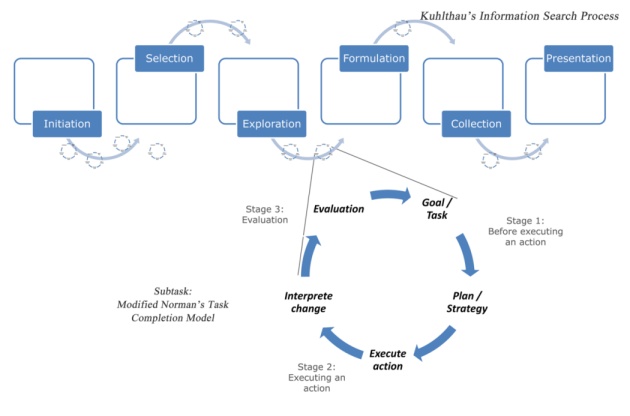 Kuhlthau's Information Search Process
Selection
Formulation
Presentation
Initiation
Exploration
Collection
Stage 3:
Evaluation
Evaluation
Goal /
Task
Stage 1:
Before executing
an action
Subtask:
Modified Norman's Task
Completion Model
Interprete
change
Plan /
Strategy
Execute
action
Stage 2:
Executing an
action